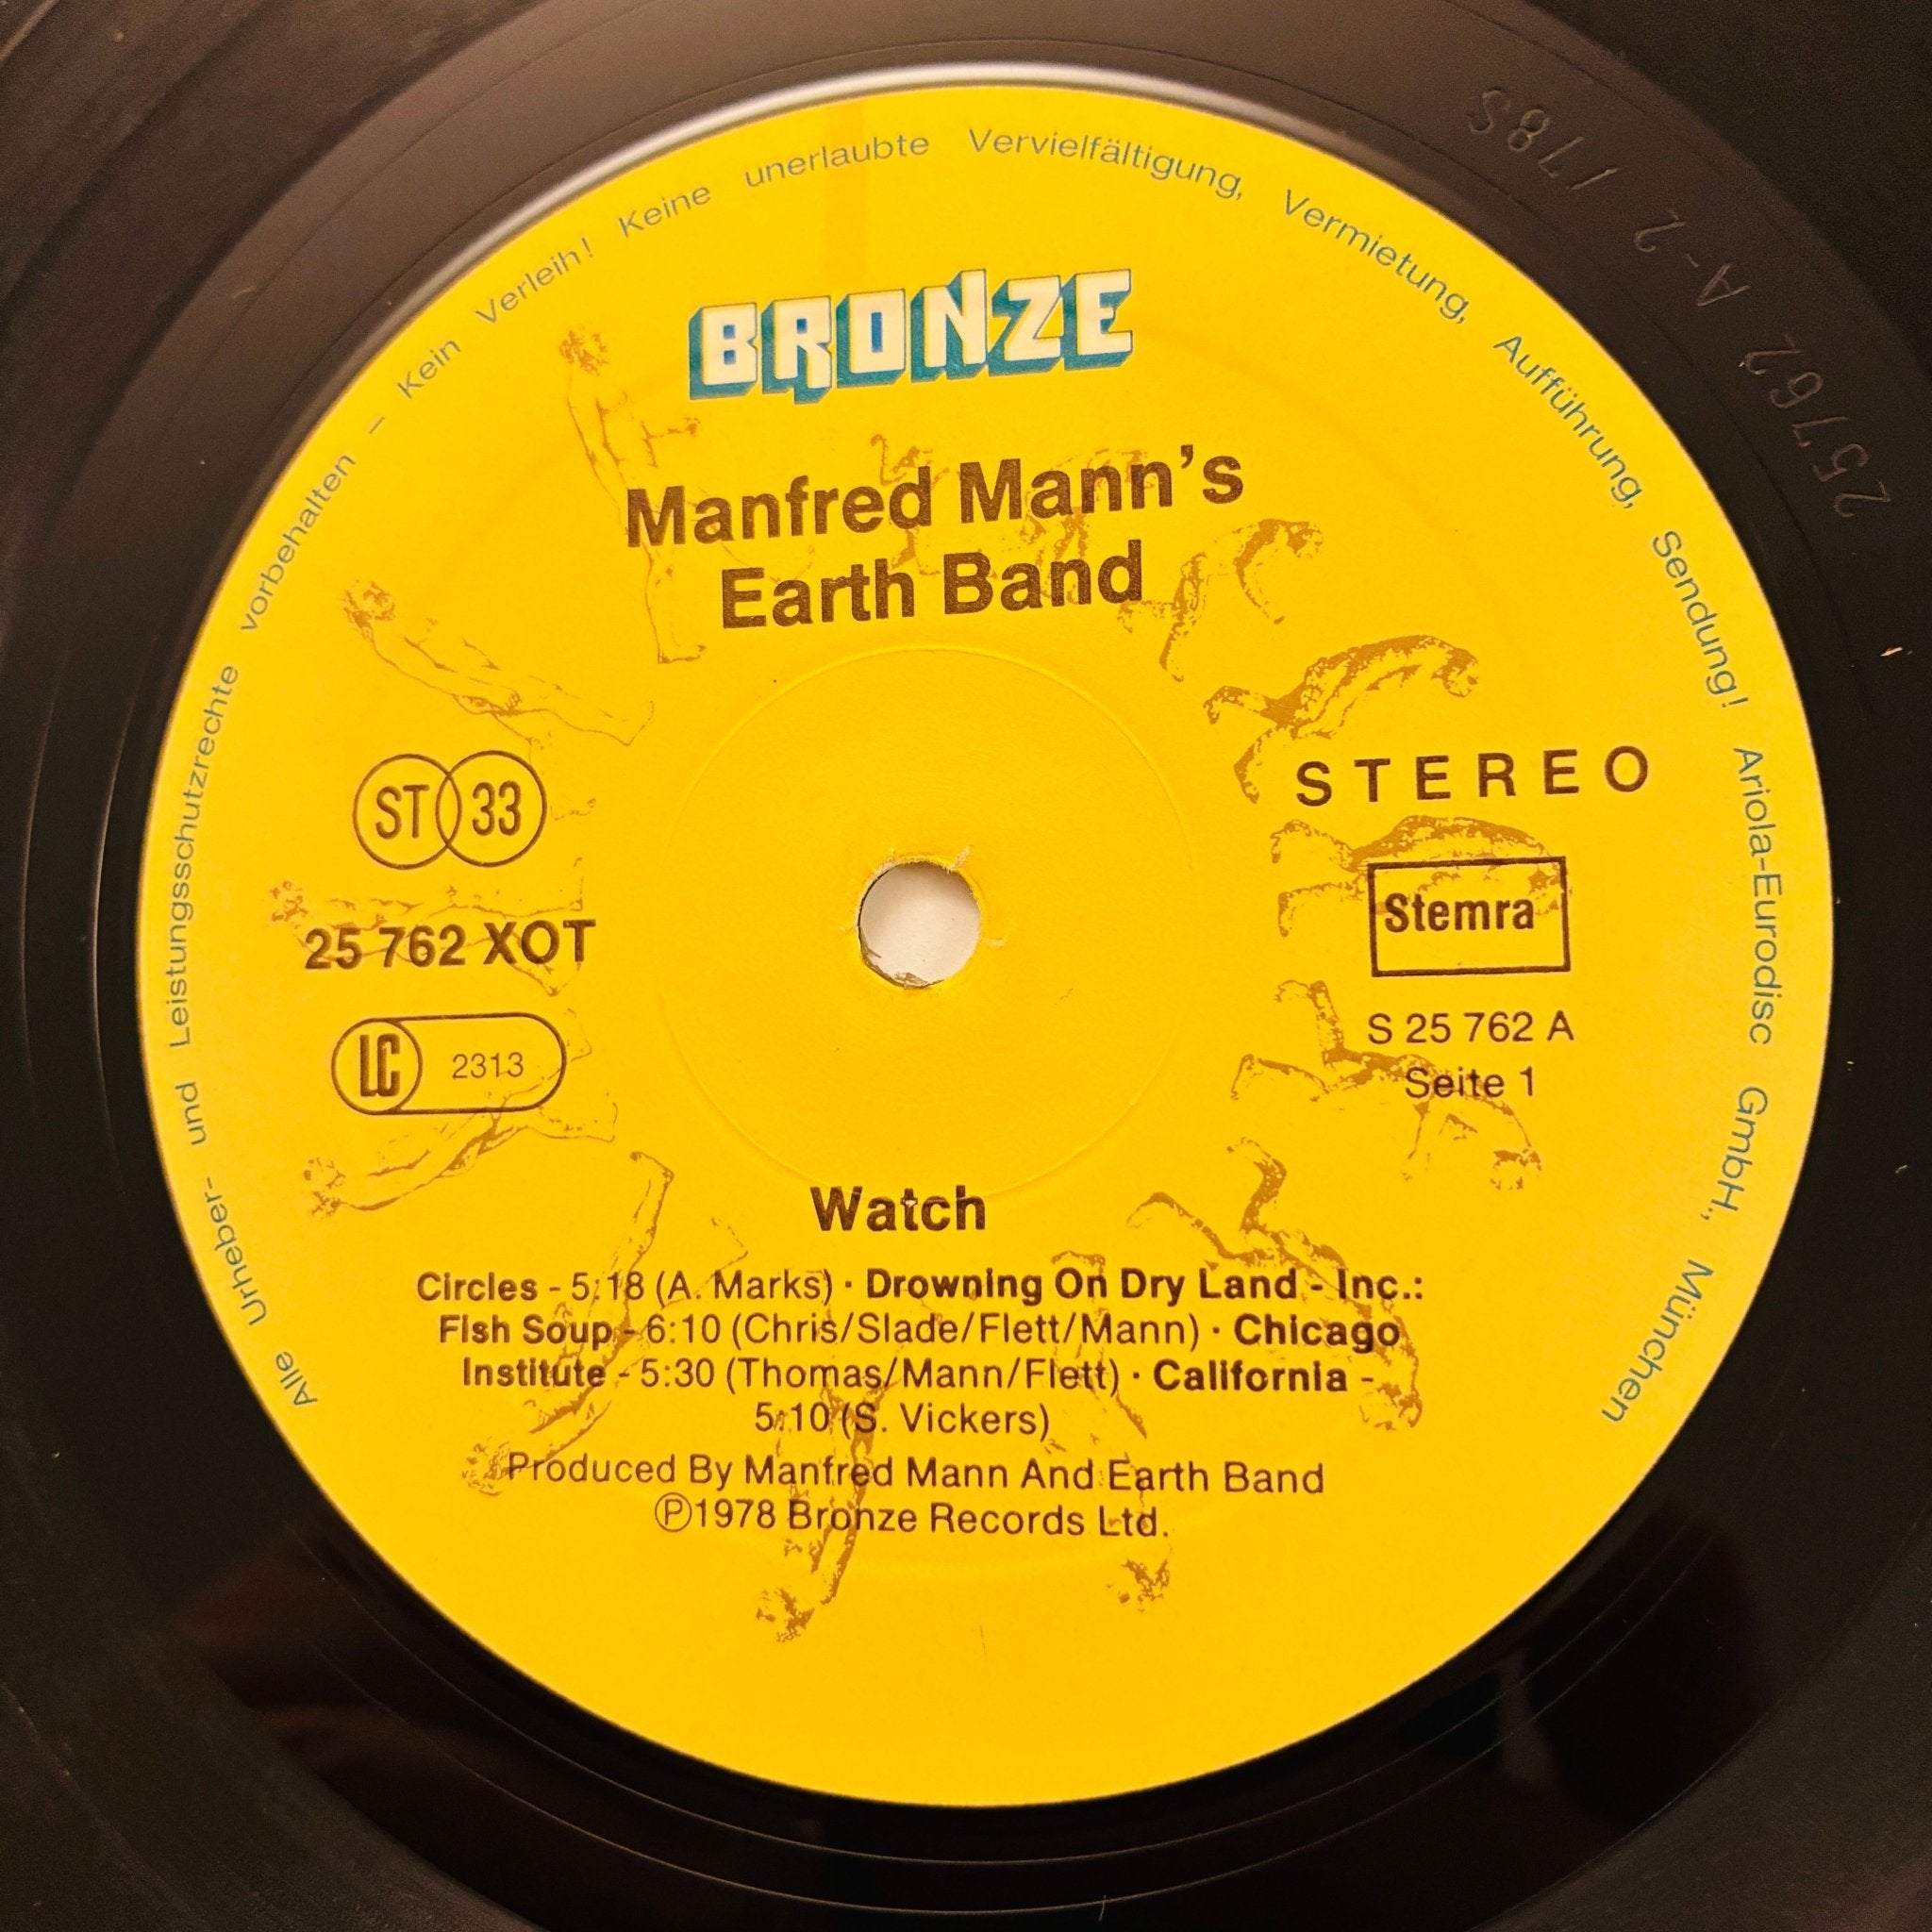 Alle Urheber- und Leistungsschutzrechte vorbehalten – Kein Verleih! Keine unerlaubte Vervielfältigung, Vermietung, Aufführung, Sendung! Ariola-Eurodisc GmbH., München
BRONZE
Manfred Mann's
Earth Band
ST 33
25 762 XOT
LC 2313
STEREO
Stemra
S 25 762 A
Seite 1
Watch
Circles - 5:18 (A. Marks) · Drowning On Dry Land - Inc.:
Fish Soup - 6:10 (Chris/Slade/Flett/Mann) · Chicago
Institute - 5:30 (Thomas/Mann/Flett) · California -
5:10 (S. Vickers)
Produced By Manfred Mann And Earth Band
Ⓟ1978 Bronze Records Ltd.
25762 A-2 /78S